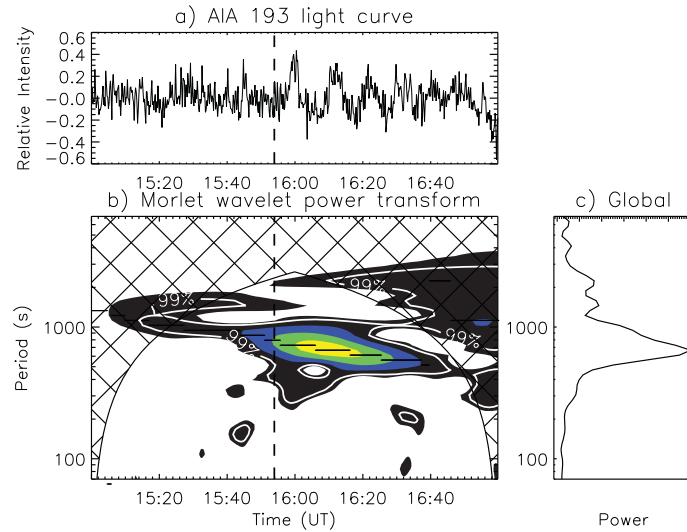 a) AIA 193 light curve
Relative Intensity
0.6
0.4
0.2
-0.0
-0.2
-0.4
-0.6
15:20 15:40 16:00 16:20 16:40
b) Morlet wavelet power transform
c) Global
Period (s)
1000
100
99%
99%
99%
99%
1000
100
15:20 15:40 16:00 16:20 16:40
Time (UT)
Power